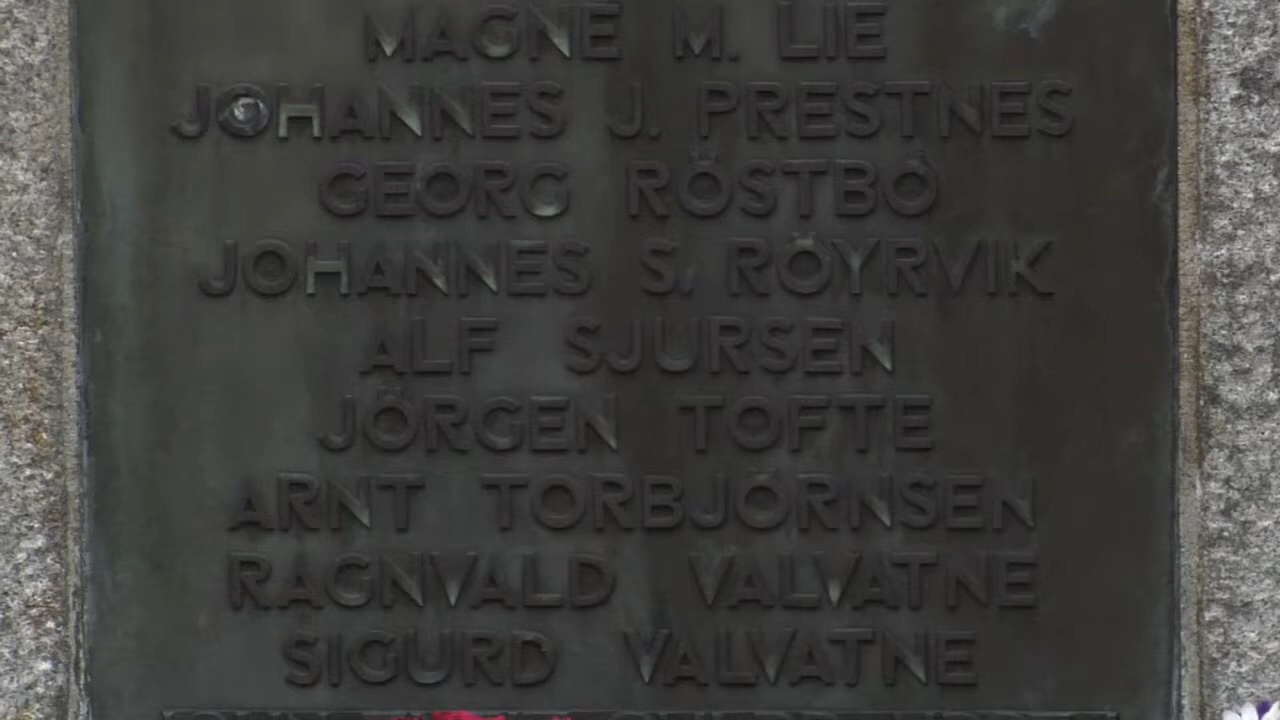 MAGNE M. LIE
JOHANNES J. PRESTNES
GEORG RÖSTBÖ
JOHANNES S. RÖYRVIK
ALF SJURSEN
JÖRGEN TOFTE
ARNT TORBJÖRNSEN
RAGNVALD VALVATNE
SIGURD VALVATNE